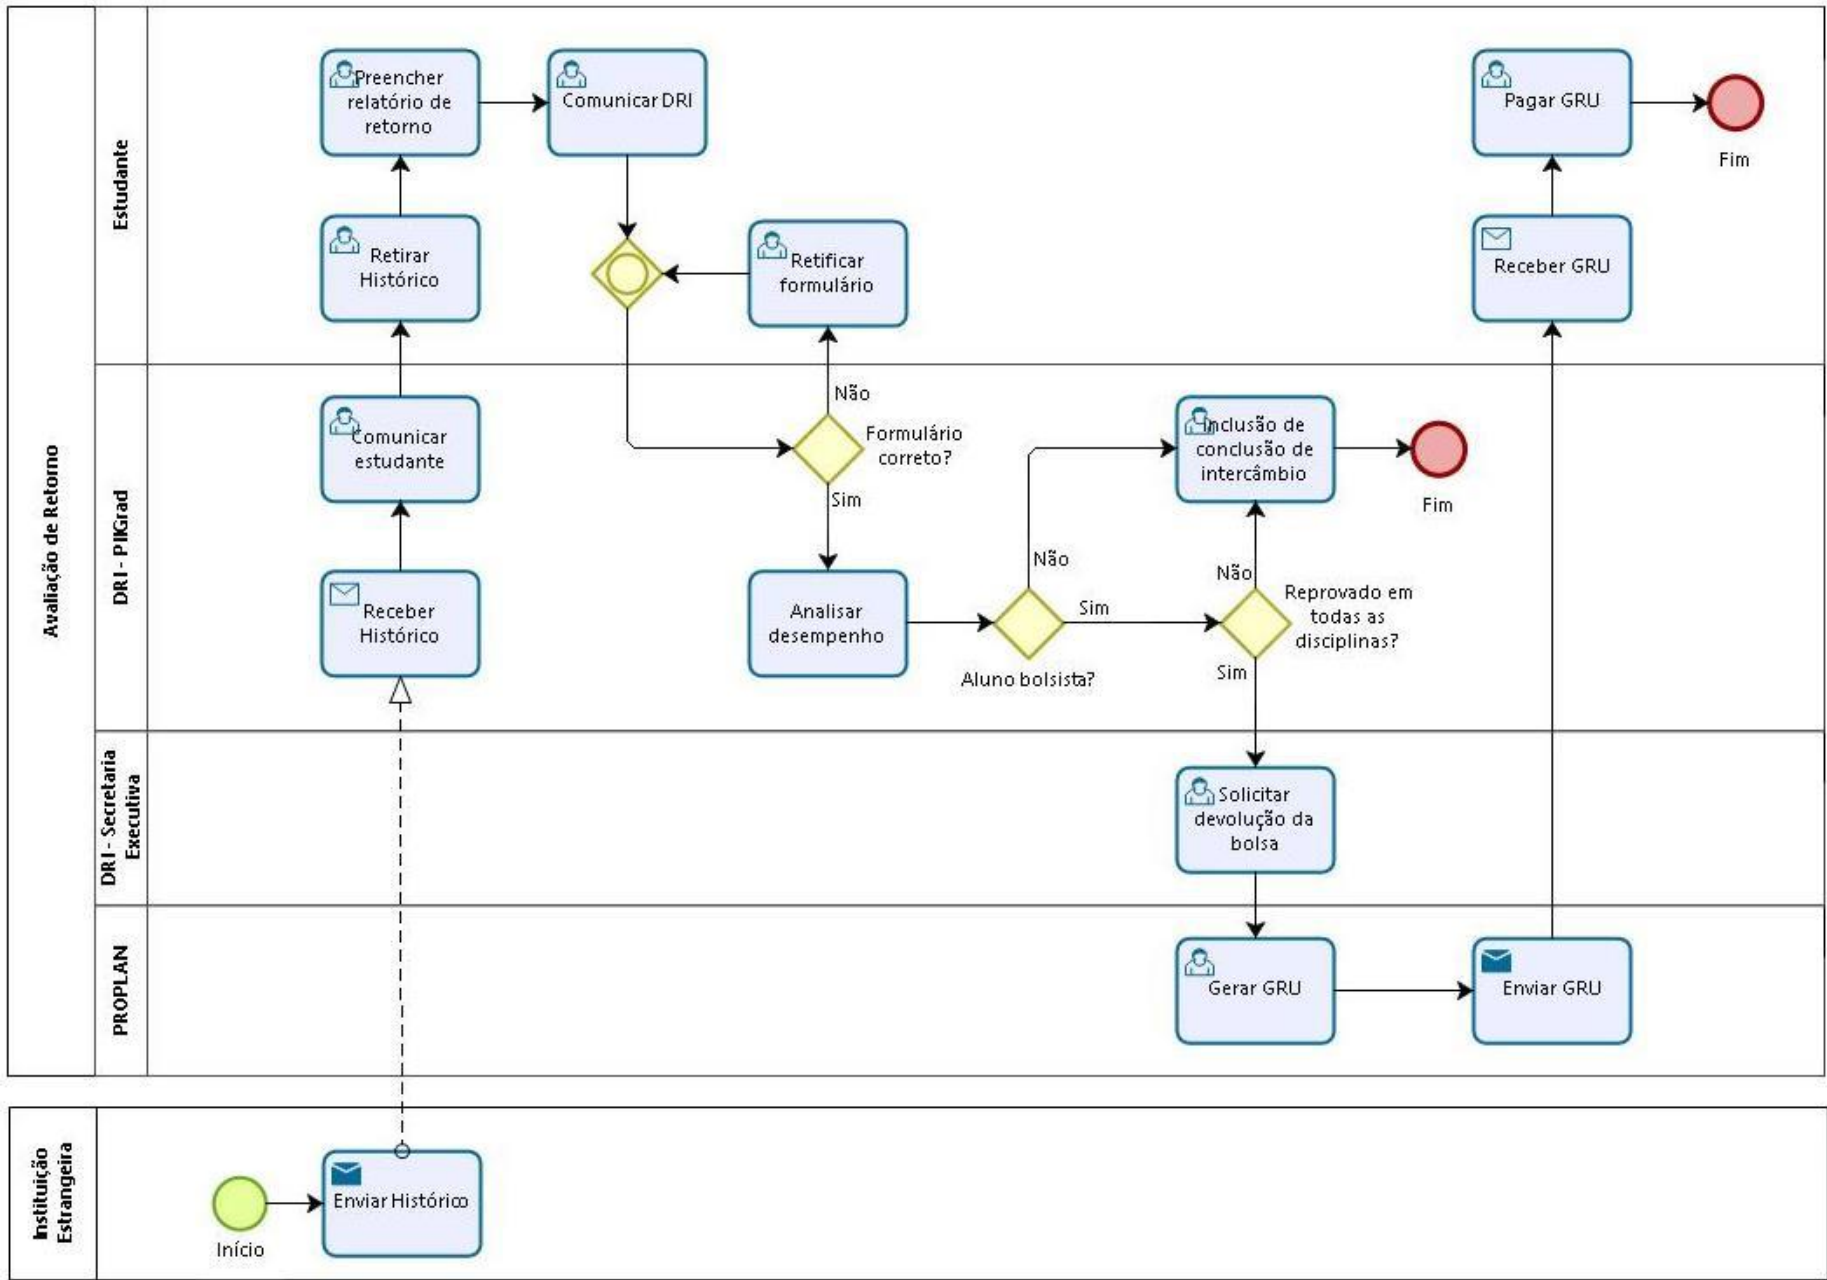 Avaliação de Retorno
Estudante
Preencher
relatório de
retorno
Comunicar DRI
Retirar
Histórico
Retificar
formulário
Pagar GRU
Fim
Receber GRU
DRI - PIGrad
Comunicar
estudante
Receber
Histórico
Não
Formulário
correto?
Sim
Analisar
desempenho
Aluno bolsista?
Não
Sim
Inclusão de
conclusão de
intercâmbio
Fim
Não
Reprovado em
todas as
disciplinas?
Sim
DRI - Secretaria
Executiva
Solicitar
devolução da
bolsa
PROPLAN
Gerar GRU
Enviar GRU
Instituição
Estrangeira
Início
Enviar Histórico